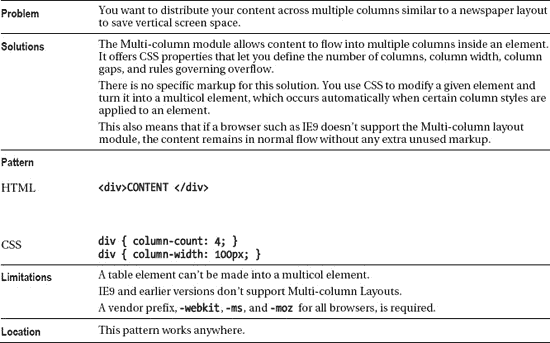 Problem
You want to distribute your content across multiple columns similar to a newspaper layout
to save vertical screen space.
Solutions
The Multi-column module allows content to flow into multiple columns inside an element.
It offers CSS properties that let you define the number of columns, column width, column
gaps, and rules governing overflow.
There is no specific markup for this solution. You use CSS to modify a given element and
turn it into a multicol element, which occurs automatically when certain column styles are
applied to an element.
This also means that if a browser such as IE9 doesn't support the Multi-column layout
module, the content remains in normal flow without any extra unused markup.
Pattern
HTML
<div>CONTENT </div>
CSS
div { column-count: 4; }
div { column-width: 100px; }
Limitations
A table element can't be made into a multicol element.
IE9 and earlier versions don't support Multi-column Layouts.
A vendor prefix, -webkit, -ms, and -moz for all browsers, is required.
Location
This pattern works anywhere.